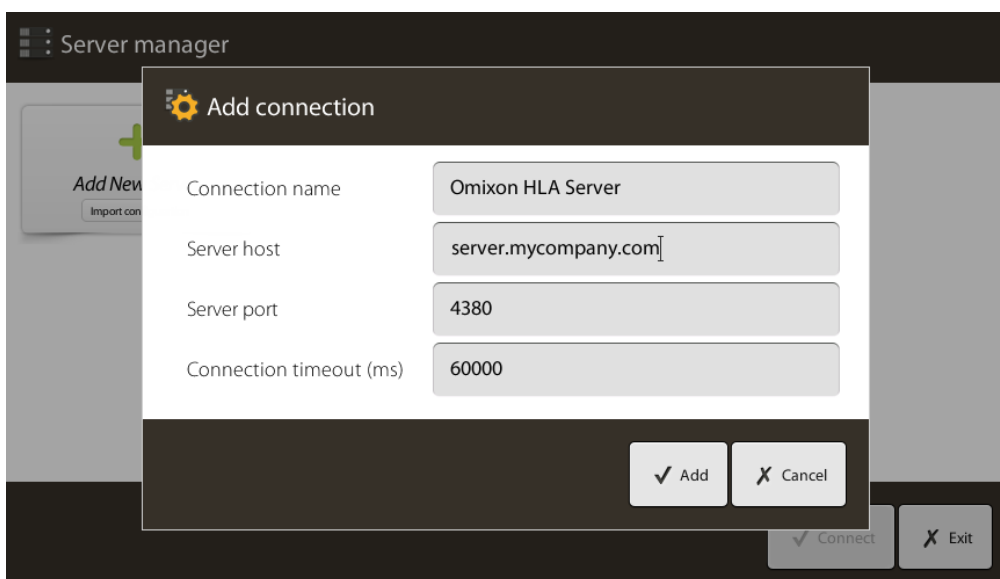 Server manager
Add connection
Add New
Import con
Connection name
Omixon HLA Server
Server host
server.mycompany.com
Server port
4380
Connection timeout (ms)
60000
Add
Cancel
Connect
Exit